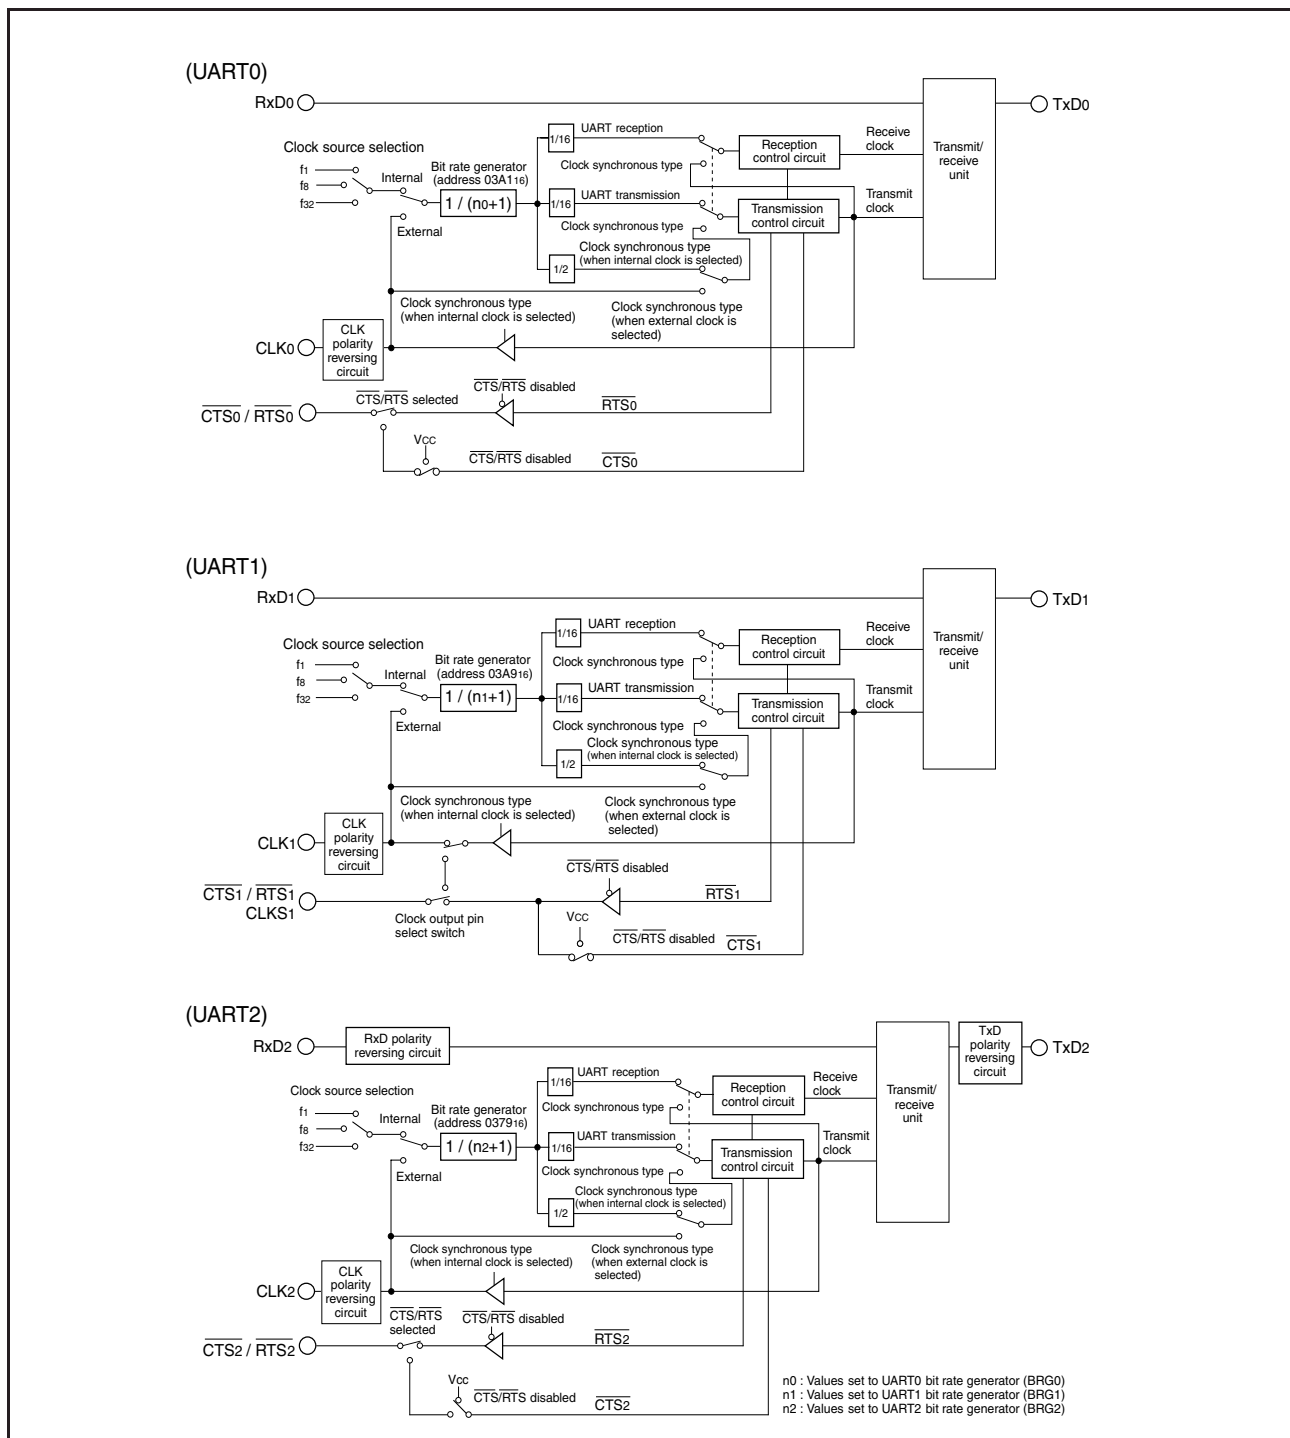 (UART0)
RxD0
TxD0
Clock source selection
f1
f8
f32
Internal
External
Bit rate generator
(address 03A116)
1 / (n0+1)
1/16
UART reception
Clock synchronous type
1/16
UART transmission
Clock synchronous type
Clock synchronous type
(when internal clock is selected)
1/2
Reception
control circuit
Transmission
control circuit
Receive
clock
Transmit
clock
Transmit/
receive
unit
Clock synchronous type
(when internal clock is selected)
Clock synchronous type
(when external clock is
selected)
CLK0
CLK
polarity
reversing
circuit
CTS0 / RTS0
CTS/RTS selected
CTS/RTS disabled
RTS0
VCC
CTS/RTS disabled
CTS0
(UART1)
RxD1
TxD1
Clock source selection
f1
f8
f32
Internal
External
Bit rate generator
(address 03A916)
1 / (n1+1)
1/16
UART reception
Clock synchronous type
1/16
UART transmission
Clock synchronous type
Clock synchronous type
(when internal clock is selected)
1/2
Reception
control circuit
Transmission
control circuit
Receive
clock
Transmit
clock
Transmit/
receive
unit
Clock synchronous type
(when internal clock is selected)
Clock synchronous type
(when external clock is
selected)
CLK1
CLK
polarity
reversing
circuit
CTS1 / RTS1
CLKS1
Clock output pin
select switch
CTS/RTS disabled
RTS1
VCC
CTS/RTS disabled
CTS1
(UART2)
RxD2
RxD polarity
reversing circuit
TxD
polarity
reversing
circuit
TxD2
Clock source selection
f1
f8
f32
Internal
External
Bit rate generator
(address 037916)
1 / (n2+1)
1/16
UART reception
Clock synchronous type
1/16
UART transmission
Clock synchronous type
Clock synchronous type
(when internal clock is selected)
1/2
Reception
control circuit
Transmission
control circuit
Receive
clock
Transmit
clock
Transmit/
receive
unit
Clock synchronous type
(when internal clock is selected)
Clock synchronous type
(when external clock is
selected)
CLK2
CLK
polarity
reversing
circuit
CTS2 / RTS2
CTS/RTS
selected
CTS/RTS disabled
RTS2
Vcc
CTS/RTS disabled
CTS2
n0 : Values set to UART0 bit rate generator (BRG0)
n1 : Values set to UART1 bit rate generator (BRG1)
n2 : Values set to UART2 bit rate generator (BRG2)